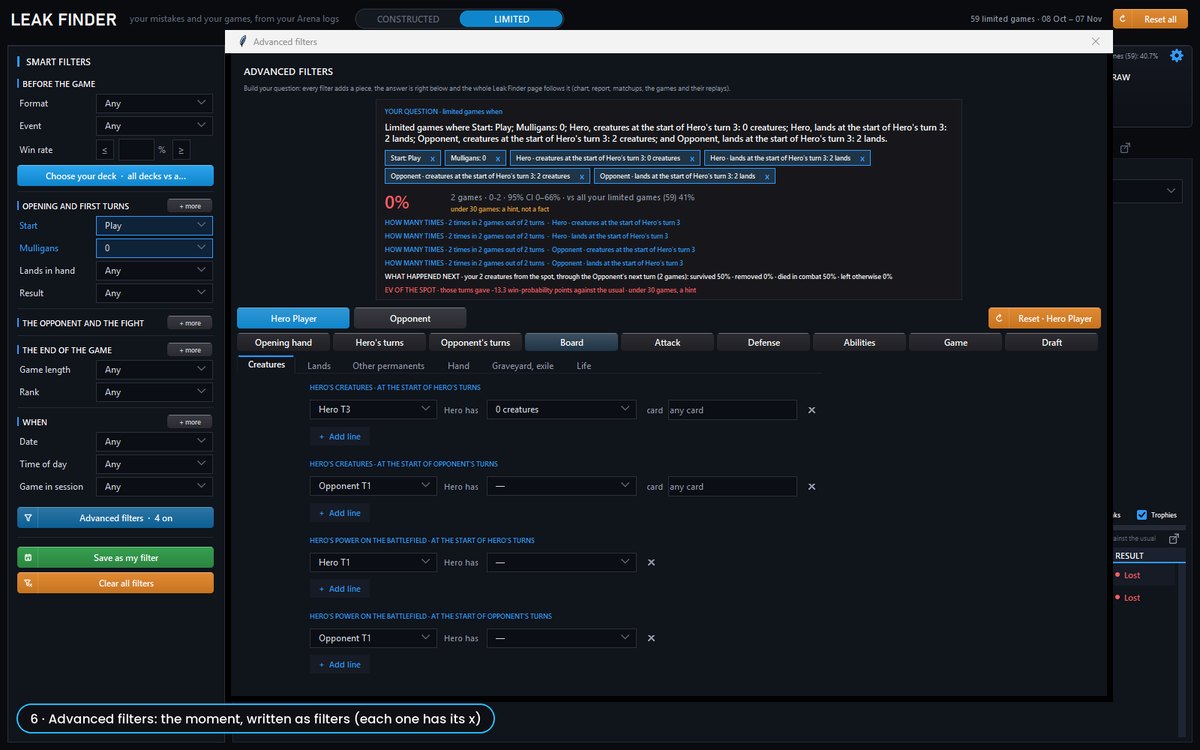 LEAK FINDER
your mistakes and your games, from your Arena logs
CONSTRUCTED
LIMITED
59 limited games · 08 Oct – 07 Nov
Reset all
Advanced filters
SMART FILTERS
BEFORE THE GAME
Format
Any
Event
Any
Win rate
≤
%
≥
Choose your deck · all decks vs a...
OPENING AND FIRST TURNS
+ more
Start
Play
Mulligans
0
Lands in hand
Any
Result
Any
THE OPPONENT AND THE FIGHT
+ more
THE END OF THE GAME
+ more
Game length
Any
Rank
Any
WHEN
+ more
Date
Any
Time of day
Any
Game in session
Any
Advanced filters · 4 on
Save as my filter
Clear all filters
ADVANCED FILTERS
Build your question: every filter adds a piece, the answer is right below and the whole Leak Finder page follows it (chart, report, matchups, the games and their replays).
YOUR QUESTION · limited games when
Limited games where Start: Play; Mulligans: 0; Hero, creatures at the start of Hero's turn 3: 0 creatures; Hero, lands at the start of Hero's turn 3:
2 lands; Opponent, creatures at the start of Hero's turn 3: 2 creatures; and Opponent, lands at the start of Hero's turn 3: 2 lands.
Start: Play x
Mulligans: 0 x
Hero · creatures at the start of Hero's turn 3: 0 creatures x
Hero · lands at the start of Hero's turn 3: 2 lands x
Opponent · creatures at the start of Hero's turn 3: 2 creatures x
Opponent · lands at the start of Hero's turn 3: 2 lands x
0%
2 games · 0-2 · 95% CI 0–66% · vs all your limited games (59) 41%
under 30 games: a hint, not a fact
HOW MANY TIMES · 2 times in 2 games out of 2 turns · Hero · creatures at the start of Hero's turn 3
HOW MANY TIMES · 2 times in 2 games out of 2 turns · Hero · lands at the start of Hero's turn 3
HOW MANY TIMES · 2 times in 2 games out of 2 turns · Opponent · creatures at the start of Hero's turn 3
HOW MANY TIMES · 2 times in 2 games out of 2 turns · Opponent · lands at the start of Hero's turn 3
WHAT HAPPENED NEXT · your 2 creatures from the spot, through the Opponent's next turn (2 games): survived 50% · removed 0% · died in combat 50% · left otherwise 0%
EV OF THE SPOT · those turns gave -13.3 win-probability points against the usual · under 30 games, a hint
Hero Player
Opponent
Reset · Hero Player
Opening hand
Hero's turns
Opponent's turns
Board
Attack
Defense
Abilities
Game
Draft
Creatures
Lands
Other permanents
Hand
Graveyard, exile
Life
HERO'S CREATURES · AT THE START OF HERO'S TURNS
Hero T3
Hero has
0 creatures
card
any card
+ Add line
HERO'S CREATURES · AT THE START OF OPPONENT'S TURNS
Opponent T1
Hero has
—
card
any card
+ Add line
HERO'S POWER ON THE BATTLEFIELD · AT THE START OF HERO'S TURNS
Hero T1
Hero has
—
+ Add line
HERO'S POWER ON THE BATTLEFIELD · AT THE START OF OPPONENT'S TURNS
Opponent T1
Hero has
—
+ Add line
(59): 40.7%
Trophies
RESULT
Lost
Lost
6 · Advanced filters: the moment, written as filters (each one has its x)